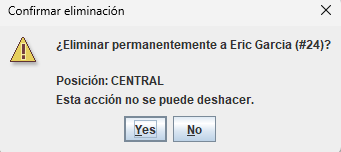 Confirmar eliminación
¿Eliminar permanentemente a Eric Garcia (#24)?
Posición: CENTRAL
Esta acción no se puede deshacer.
Yes No